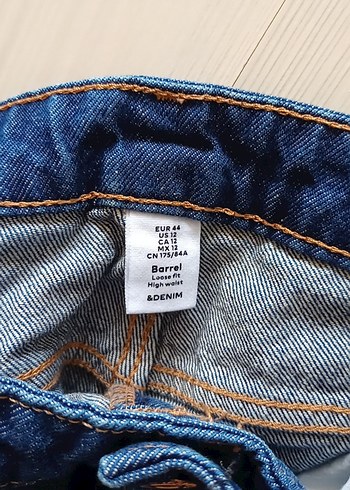 EUR 44
US 12
CA 12
MX 12
CN 175/84A
Barrel
Loose fit
High waist
&DENIM